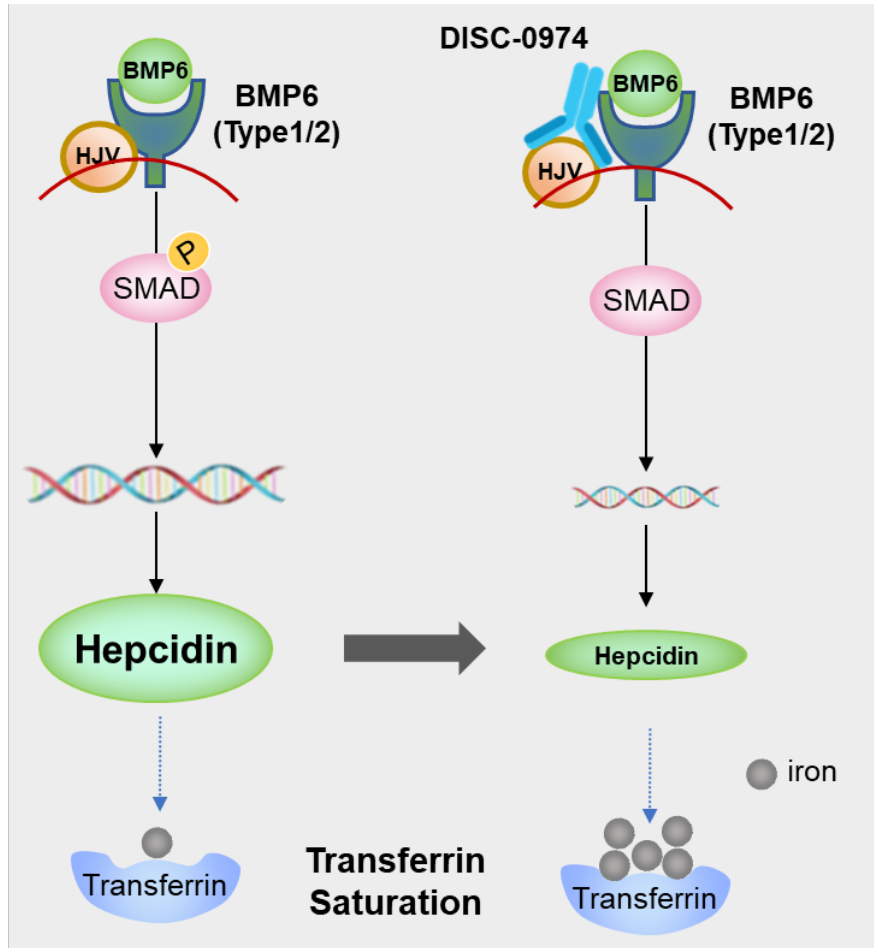 BMP6
BMP6
(Type1/2)
HJV
P
SMAD
Hepcidin
Transferrin
DISC-0974
BMP6
BMP6
(Type1/2)
HJV
SMAD
Hepcidin
iron
Transferrin
Saturation
Transferrin